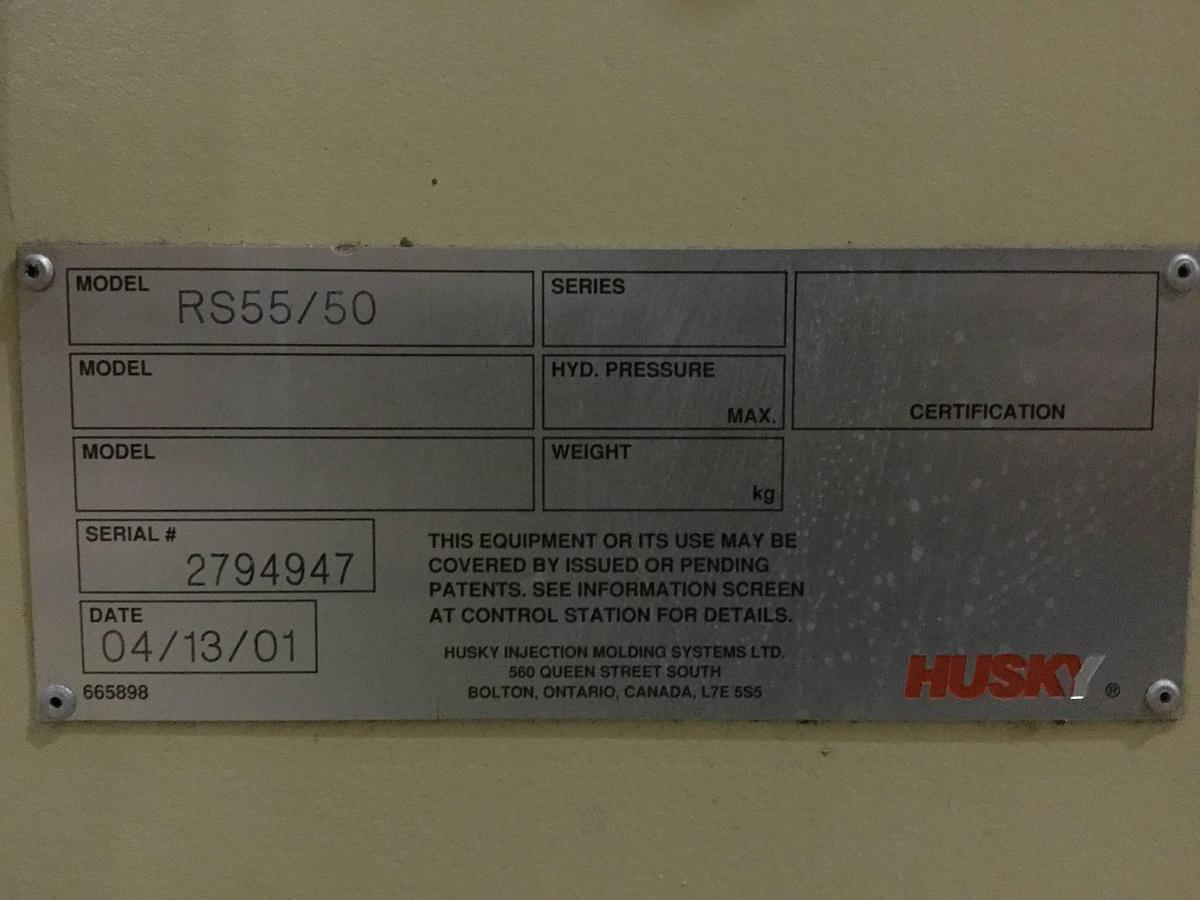 MODEL RS55/50
SERIES
MODEL
HYD. PRESSURE
MAX.
CERTIFICATION
MODEL
WEIGHT
kg
SERIAL #
2794947
DATE
04/13/01
665898
THIS EQUIPMENT OR ITS USE MAY BE
COVERED BY ISSUED OR PENDING
PATENTS. SEE INFORMATION SCREEN
AT CONTROL STATION FOR DETAILS.
HUSKY INJECTION MOLDING SYSTEMS LTD.
560 QUEEN STREET SOUTH
BOLTON, ONTARIO, CANADA, L7E 5S5
HUSKY ®